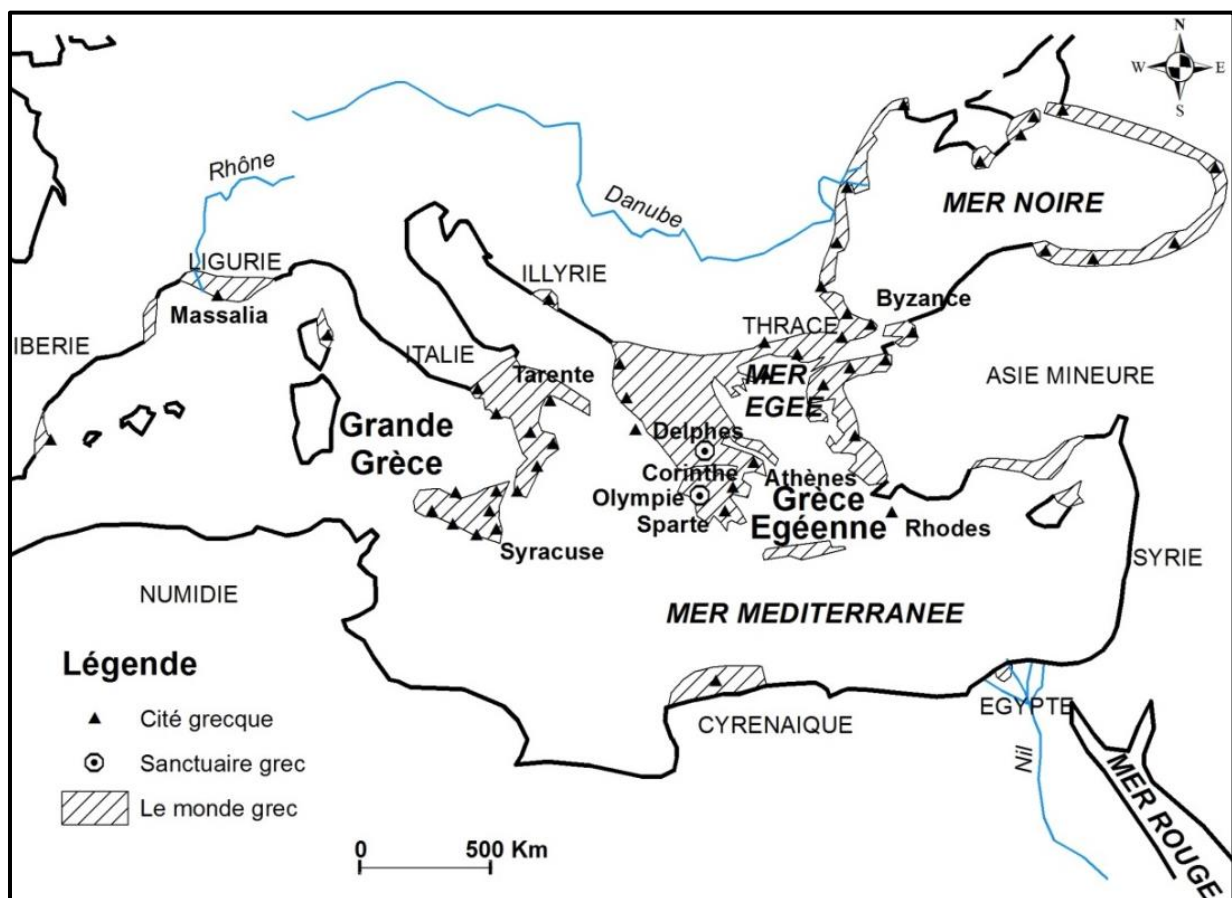 N
W E
S
Rhône
Danube
MER NOIRE
LIGURIE
ILLYRIE
Massalia
Byzance
THRACE
IBERIE
ITALIE
Tarente
MER
EGEE
ASIE MINEURE
Grande
Grèce
Delphes
Corinthe
Athènes
Olympie
Grèce
Egéenne
Sparte
Rhodes
Syracuse
SYRIE
NUMIDIE
MER MEDITERRANEE
Légende
Cité grecque
CYRENAIQUE
EGYPTE
Nil
Sanctuaire grec
Le monde grec
MER ROUGE
0 500 Km